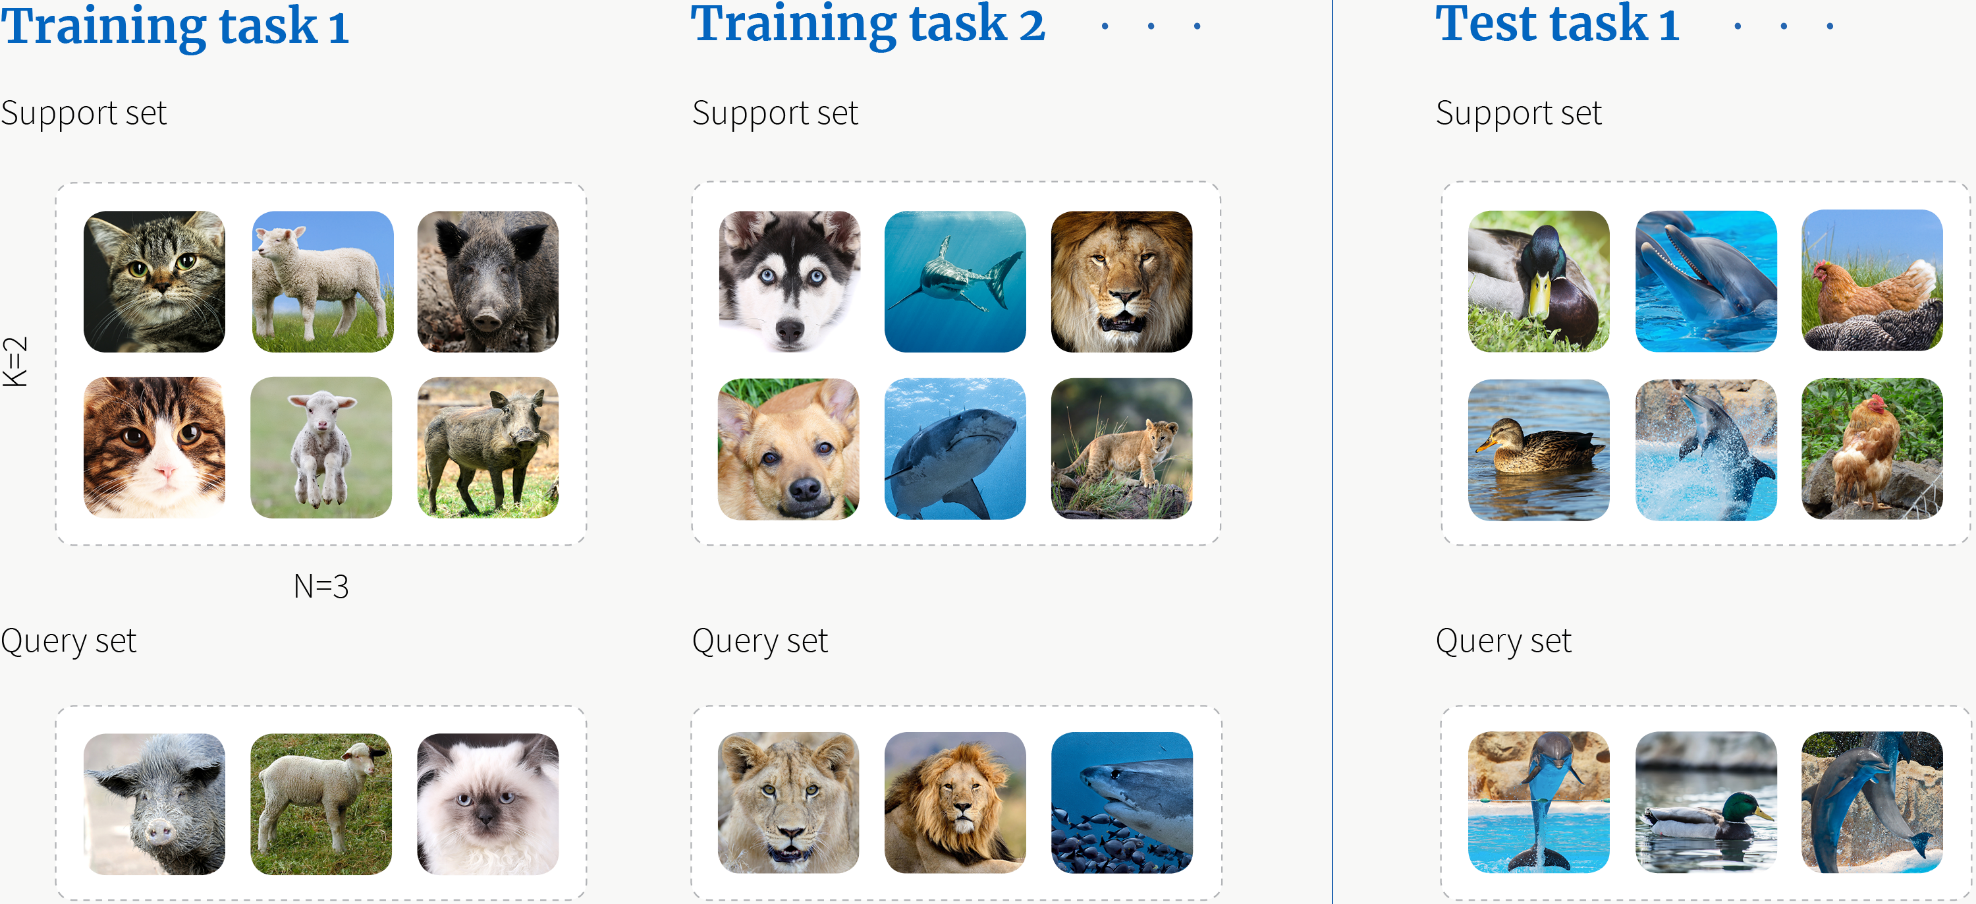 Training task 1
Support set
K=2
N=3
Query set
Training task 2 . . .
Support set
Query set
Test task 1 . . .
Support set
Query set